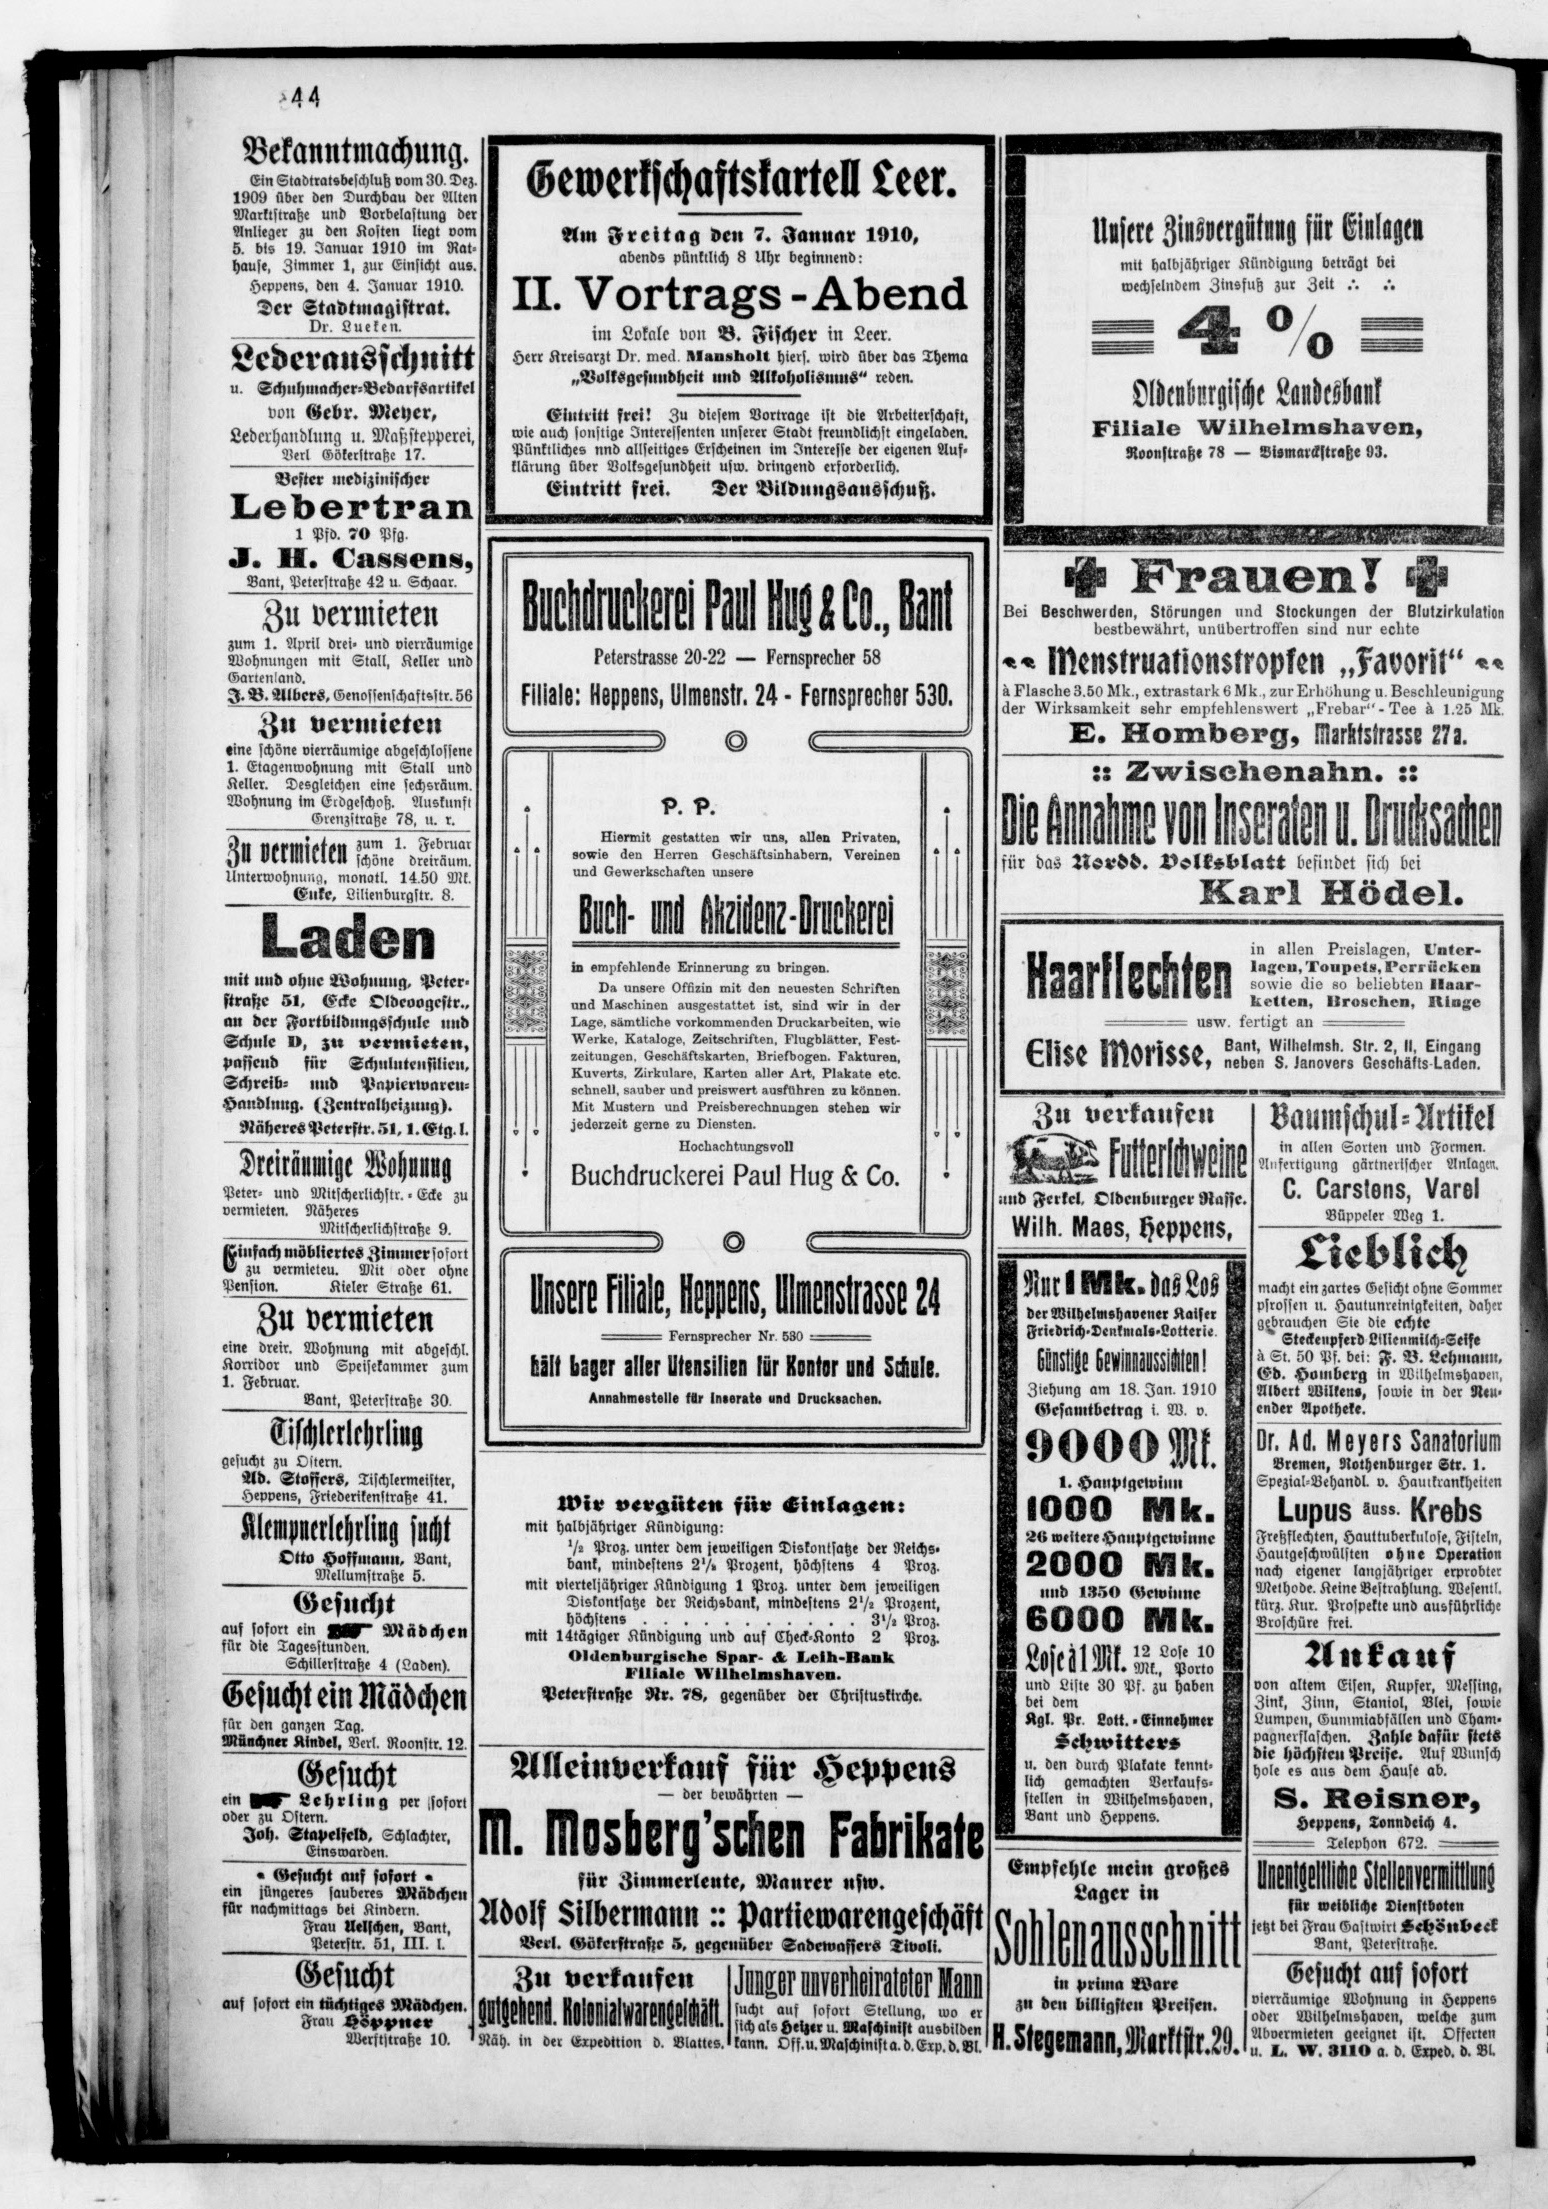 44
Bekanntmachung.
Ein Stadtratsbeschluß vom 30. Dez.
1909 über den Durchbau der Alten
Marktstraße und Vorbelastung der
Anlieger zu den Kosten liegt vom
5. bis 19. Januar 1910 im Rat-
hause, Zimmer 1, zur Einsicht aus.
Heppens, den 4. Januar 1910.
Der Stadtmagistrat.
Dr. Lueken.
Lederausschnitt
u. Schuhmacher-Bedarfsartikel
von Gebr. Meyer,
Lederhandlung u. Maßstepperei,
Verl Gökerstraße 17.
Bester medizinischer
Lebertran
1 Pfd. 70 Pfg.
J. H. Cassens,
Bant, Peterstraße 42 u. Schaar.
Zu vermieten
zum 1. April drei- und vierräumige
Wohnungen mit Stall, Keller und
Gartenland.
J. B. Albers, Genossenschaftsstr. 56
Zu vermieten
eine schöne vierräumige abgeschlossene
1. Etagenwohnung mit Stall und
Keller. Desgleichen eine sechsräum.
Wohnung im Erdgeschoß. Auskunft
Grenzstraße 78, u. r.
Zu vermieten zum 1. Februar
schöne dreiräum.
Unterwohnung, monatl. 14.50 Mk.
Enke, Lilienburgstr. 8.
Laden
mit und ohne Wohnung, Peter-
straße 51, Ecke Oldeoogestr.,
an der Fortbildungsschule und
Schule D, zu vermieten,
passend für Schulutensilien,
Schreib- und Papierwaren-
Handlung. (Zentralheizung).
Näheres Peterstr. 51, 1. Etg. l.
Dreiräumige Wohnung
Peter- und Mitscherlichstr.-Ecke zu
vermieten. Näheres
Mitscherlichstraße 9.
Einfach möbliertes Zimmer sofort
zu vermieteu. Mit oder ohne
Pension. Kieler Straße 61.
Zu vermieten
eine dreir. Wohnung mit abgeschl.
Korridor und Speisekammer zum
1. Februar.
Bant, Peterstraße 30.
Tischlerlehrling
gesucht zu Ostern.
Ad. Stoffers, Tischlermeister,
Heppens, Friederikenstraße 41.
Klempnerlehrling sucht
Otto Hoffmann, Bant,
Mellumstraße 5.
Gesucht
auf sofort ein Mädchen
für die Tagesstunden.
Schillerstraße 4 (Laden).
Gesucht ein Mädchen
für den ganzen Tag.
Münchner Kindel, Verl. Roonstr. 12.
Gesucht
ein Lehrling per sofort
oder zu Ostern.
Joh. Stapelfeld, Schlachter,
Einswarden.
• Gesucht auf sofort •
ein jüngeres sauberes Mädchen
für nachmittags bei Kindern.
Frau Uelschen, Bant,
Peterstr. 51, III. l.
Gesucht
auf sofort ein tüchtiges Mädchen.
Frau Höppner
Werftstraße 10.
Gewerkschaftskartell Leer.
Am Freitag den 7. Januar 1910,
abends pünktlich 8 Uhr beginnend:
II. Vortrags-Abend
im Lokale von B. Fischer in Leer.
Herr Kreisarzt Dr. med. Mansholt hiers. wird über das Thema
„Volksgesundheit und Alkoholismus“ reden.
Eintritt frei! Zu diesem Vortrage ist die Arbeiterschaft,
wie auch sonstige Interessenten unserer Stadt freundlichst eingeladen.
Pünktliches nnd allseitiges Erscheinen im Interesse der eigenen Auf-
klärung über Volksgesundheit usw. dringend erforderlich.
Eintritt frei. Der Bildungsausschuß.
Buchdruckerei Paul Hug & Co., Bant
Peterstrasse 20-22 — Fernsprecher 58
Filiale: Heppens, Ulmenstr. 24 - Fernsprecher 530.
P. P.
Hiermit gestatten wir uns, allen Privaten,
sowie den Herren Geschäftsinhabern, Vereinen
und Gewerkschaften unsere
Buch- und Akzidenz-Druckerei
in empfehlende Erinnerung zu bringen.
Da unsere Offizin mit den neuesten Schriften
und Maschinen ausgestattet ist, sind wir in der
Lage, sämtliche vorkommenden Druckarbeiten, wie
Werke, Kataloge, Zeitschriften, Flugblätter, Fest-
zeitungen, Geschäftskarten, Briefbogen. Fakturen,
Kuverts, Zirkulare, Karten aller Art, Plakate etc.
schnell, sauber und preiswert ausführen zu können.
Mit Mustern und Preisberechnungen stehen wir
jederzeit gerne zu Diensten.
Hochachtungsvoll
Buchdruckerei Paul Hug & Co.
Unsere Filiale, Heppens, Ulmenstrasse 24
Fernsprecher Nr. 530
hält Lager aller Utensilien für Kontor und Schule.
Annahmestelle für Inserate und Drucksachen.
Wir vergüten für Einlagen:
mit halbjähriger Kündigung:
1/2 Proz. unter dem jeweiligen Diskontsatze der Reichs-
bank, mindestens 2 1/2 Prozent, höchstens 4 Proz.
mit vierteljähriger Kündigung 1 Proz. unter dem jeweiligen
Diskontsatze der Reichsbank, mindestens 2 1/2 Prozent,
höchstens . . . . . . . . . . . . 3 1/2 Proz.
mit 14tägiger Kündigung und auf Check-Konto 2 Proz.
Oldenburgische Spar- & Leih-Bank
Filiale Wilhelmshaven.
Peterstraße Nr. 78, gegenüber der Christuskirche.
Alleinverkauf für Heppens
— der bewährten —
M. Mosberg'schen Fabrikate
für Zimmerleute, Maurer usw.
Adolf Silbermann :: Partiewarengeschäft
Verl. Gökerstraße 5, gegenüber Sadewassers Tivoli.
Zu verkaufen
gutgehend. Kolonialwarengeschäft.
Näh. in der Expedition d. Blattes.
Junger unverheirateter Mann
sucht auf sofort Stellung, wo er
sich als Heizer u. Maschinist ausbilden
kann. Off. u. Maschinist a. d. Exp. d. Bl.
Unsere Zinsvergütung für Einlagen
mit halbjähriger Kündigung beträgt bei
wechselndem Zinsfuß zur Zeit ∴ ∴
4 %
Oldenburgische Landesbank
Filiale Wilhelmshaven,
Roonstraße 78 — Bismarckstraße 93.
Frauen!
Bei Beschwerden, Störungen und Stockungen der Blutzirkulation
bestbewährt, unübertroffen sind nur echte
Menstruationstropfen „Favorit“
à Flasche 3.50 Mk., extrastark 6 Mk., zur Erhöhung u. Beschleunigung
der Wirksamkeit sehr empfehlenswert „Frebar“-Tee à 1.25 Mk.
E. Homberg, Marktstrasse 27a.
:: Zwischenahn. ::
Die Annahme von Inseraten u. Drucksachen
für das Nordd. Volksblatt befindet sich bei
Karl Hödel.
Haarflechten in allen Preislagen, Unter-
lagen, Toupets, Perrücken
sowie die so beliebten Haar-
ketten, Broschen, Ringe
usw. fertigt an
Elise Morisse, Bant, Wilhelmsh. Str. 2, II, Eingang
neben S. Janovers Geschäfts-Laden.
Zu verkaufen
Futterschweine
und Ferkel, Oldenburger Rasse.
Wilh. Maes, Heppens,
Nur 1 Mk. das Los
der Wilhelmshavener Kaiser
Friedrich-Denkmals-Lotterie.
Günstige Gewinnaussichten!
Ziehung am 18. Jan. 1910
Gesamtbetrag i. W. v.
9000 Mk.
1. Hauptgewinn
1000 Mk.
26 weitere Hauptgewinne
2000 Mk.
und 1350 Gewinne
6000 Mk.
Lose à 1 Mk. 12 Lose 10
Mk., Porto
und Liste 30 Pf. zu haben
bei dem
Kgl. Pr. Lott.-Einnehmer
Schwitters
u. den durch Plakate kennt-
lich gemachten Verkaufs-
stellen in Wilhelmshaven,
Bant und Heppens.
Empfehle mein großes
Lager in
Sohlenausschnitt
in prima Ware
zu den billigsten Preisen.
H. Stegemann, Marktstr. 29.
Baumschul-Artikel
in allen Sorten und Formen.
Anfertigung gärtnerischer Anlagen.
C. Carstens, Varel
Büppeler Weg 1.
Lieblich
macht ein zartes Gesicht ohne Sommer
prossen u. Hautunreinigkeiten, daher
gebrauchen Sie die echte
Steckenpferd-Lilienmilch-Seife
à St. 50 Pf. bei: F. B. Lehmann,
Ed. Homberg in Wilhelmshaven,
Albert Wilkens, sowie in der Neu-
ender Apotheke.
Dr. Ad. Meyers Sanatorium
Bremen, Rothenburger Str. 1.
Spezial-Behandl. v. Hautkrankheiten
Lupus äuss. Krebs
Freßflechten, Hauttuberkulose, Fisteln,
Hautgeschwülsten ohne Operation
nach eigener langjähriger erprobter
Methode. Keine Bestrahlung. Wesentl.
kürz. Kur. Prospekte und ausführliche
Broschüre frei.
Ankauf
von altem Eisen, Kupfer, Messing,
Zink, Zinn, Staniol, Blei, sowie
Lumpen, Gummiabfällen und Cham-
pagnerflaschen. Zahle dafür stets
die höchsten Preise. Auf Wunsch
hole es aus dem Hause ab.
S. Reisner,
Heppens, Tonndeich 4.
Telephon 672.
Unentgeltliche Stellenvermittlung
für weibliche Dienstboten
jetzt bei Frau Gastwirt Schönbeck
Bant, Peterstraße.
Gesucht auf sofort
vierräumige Wohnung in Heppens
oder Wilhelmshaven, welche zum
Abvermieten geeignet ist. Offerten
u. L. W. 3110 a. d. Exped. d. Bl.